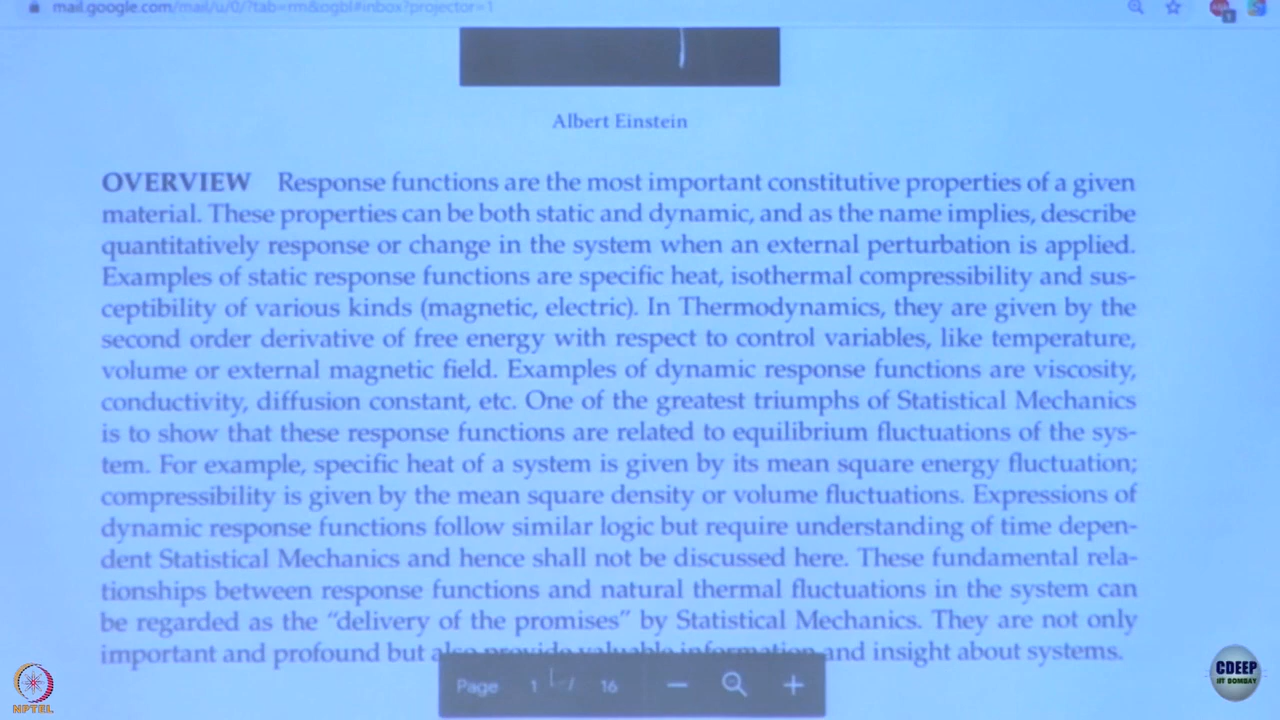 mail.google.com/mail/u/0/?tab=rm&ogbl#inbox?projector=1
Albert Einstein
OVERVIEW Response functions are the most important constitutive properties of a given
material. These properties can be both static and dynamic, and as the name implies, describe
quantitatively response or change in the system when an external perturbation is applied.
Examples of static response functions are specific heat, isothermal compressibility and sus-
ceptibility of various kinds (magnetic, electric). In Thermodynamics, they are given by the
second order derivative of free energy with respect to control variables, like temperature,
volume or external magnetic field. Examples of dynamic response functions are viscosity,
conductivity, diffusion constant, etc. One of the greatest triumphs of Statistical Mechanics
is to show that these response functions are related to equilibrium fluctuations of the sys-
tem. For example, specific heat of a system is given by its mean square energy fluctuation;
compressibility is given by the mean square density or volume fluctuations. Expressions of
dynamic response functions follow similar logic but require understanding of time depen-
dent Statistical Mechanics and hence shall not be discussed here. These fundamental rela-
tionships between response functions and natural thermal fluctuations in the system can
be regarded as the “delivery of the promises” by Statistical Mechanics. They are not only
important and profound but also provide valuable information and insight about systems.
Page 1 / 16
NPTEL
CDEEP
IIT BOMBAY